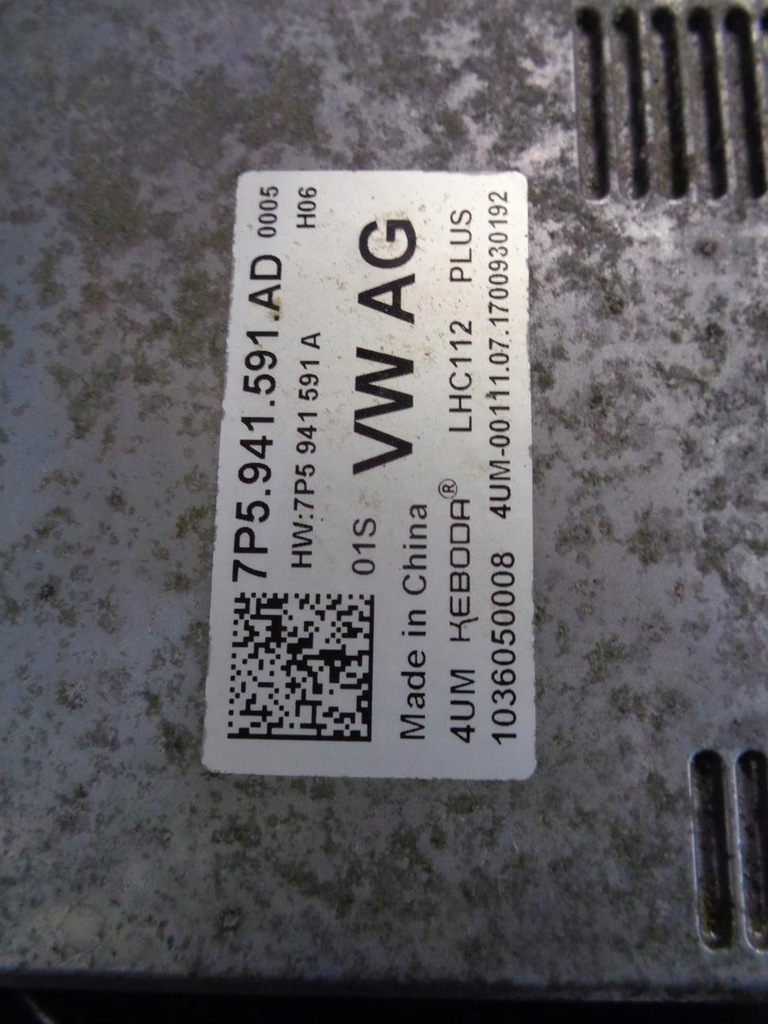 7P5.941.591.AD 0005
HW:7P5 941 591 A H06
01S VW AG
Made in China
4UM KEBODA® LHC112 PLUS
1036050008 4UM-00111.07.1700930192